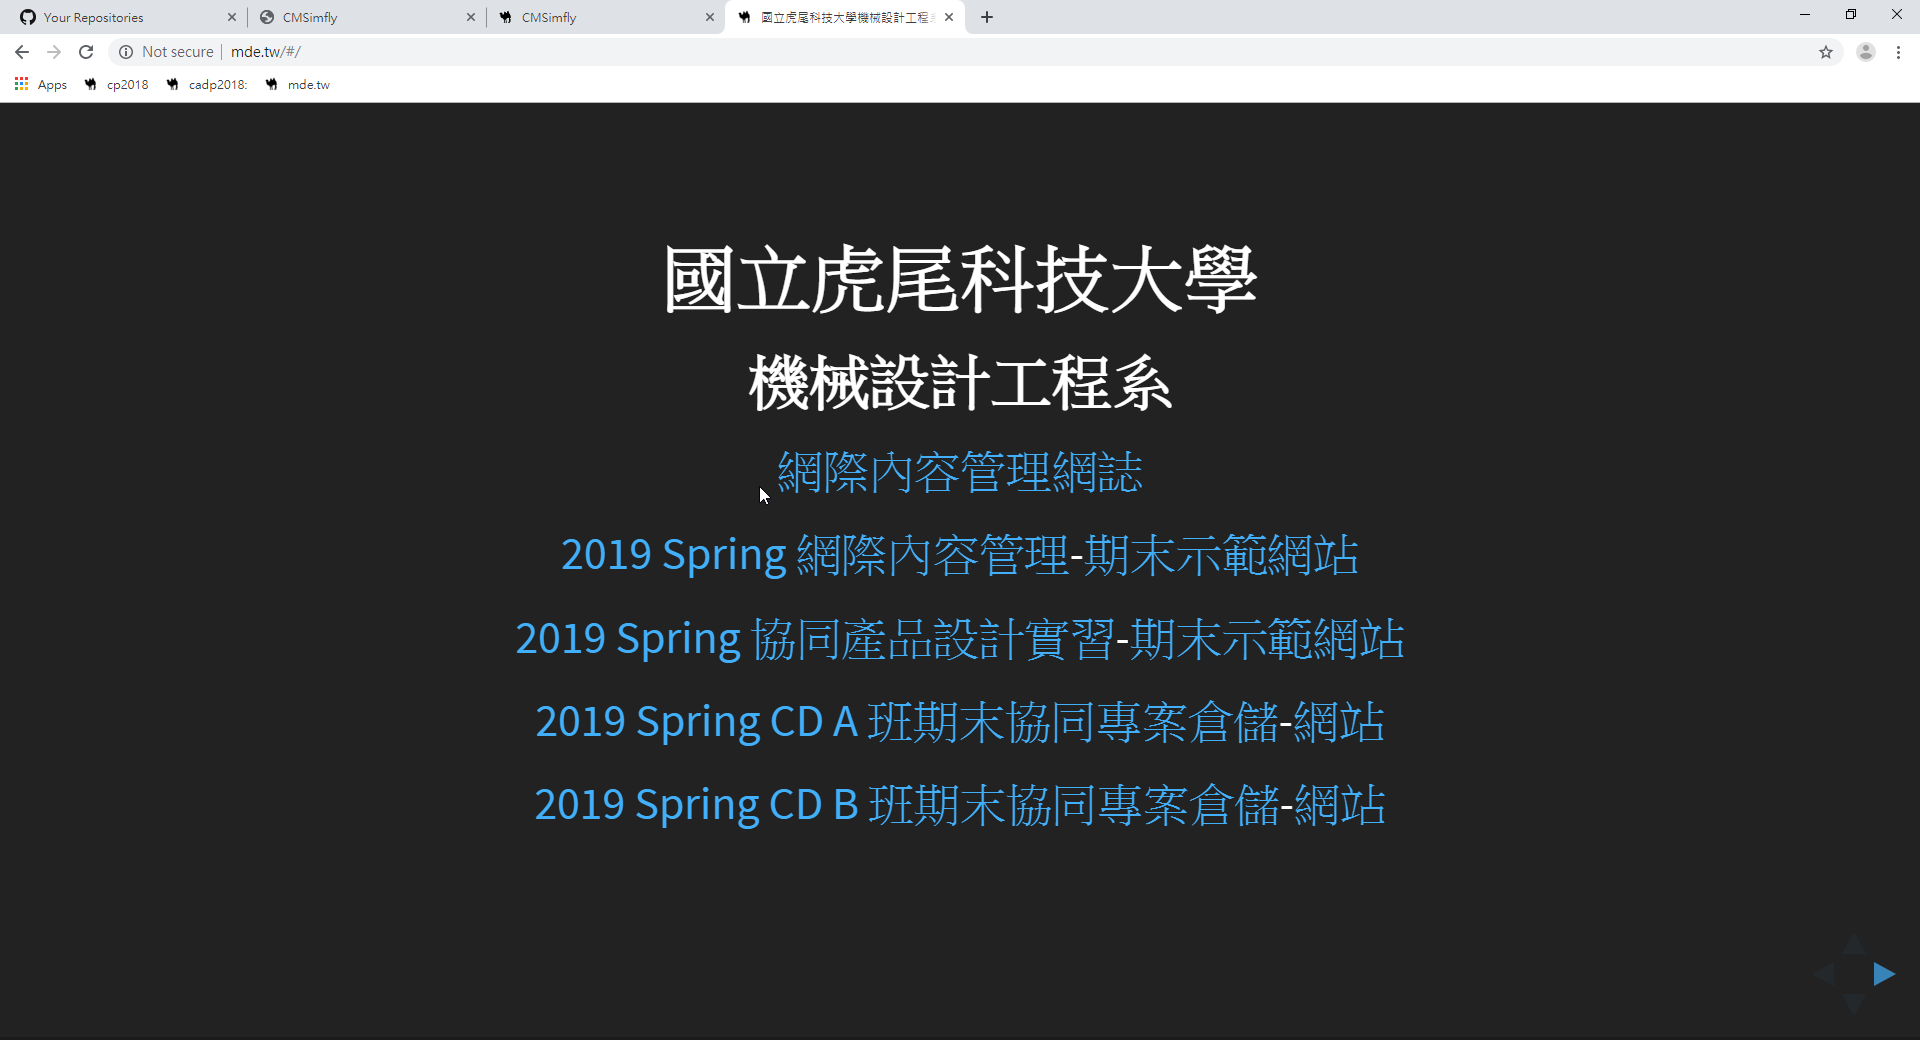 Your Repositories
CMSimfly
CMSimfly
國立虎尾科技大學機械設計工程
Not secure
mde.tw/#/
Apps
cp2018
cadp2018:
mde.tw
國立虎尾科技大學
機械設計工程系
網際內容管理網誌
2019 Spring 網際內容管理-期末示範網站
2019 Spring 協同產品設計實習-期末示範網站
2019 Spring CD A 班期末協同專案倉儲-網站
2019 Spring CD B 班期末協同專案倉儲-網站